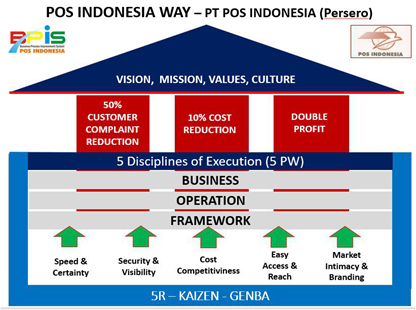 POS INDONESIA WAY – PT POS INDONESIA (Persero)
BPiS
Business Process Improvement System
POS INDONESIA
POS INDONESIA
VISION, MISSION, VALUES, CULTURE
50%
CUSTOMER
COMPLAINT
REDUCTION
10% COST
REDUCTION
DOUBLE
PROFIT
5 Disciplines of Execution (5 PW)
BUSINESS
OPERATION
FRAMEWORK
Speed &
Certainty
Security &
Visibility
Cost
Competitiviness
Easy
Access &
Reach
Market
Intimacy &
Branding
5R – KAIZEN - GENBA